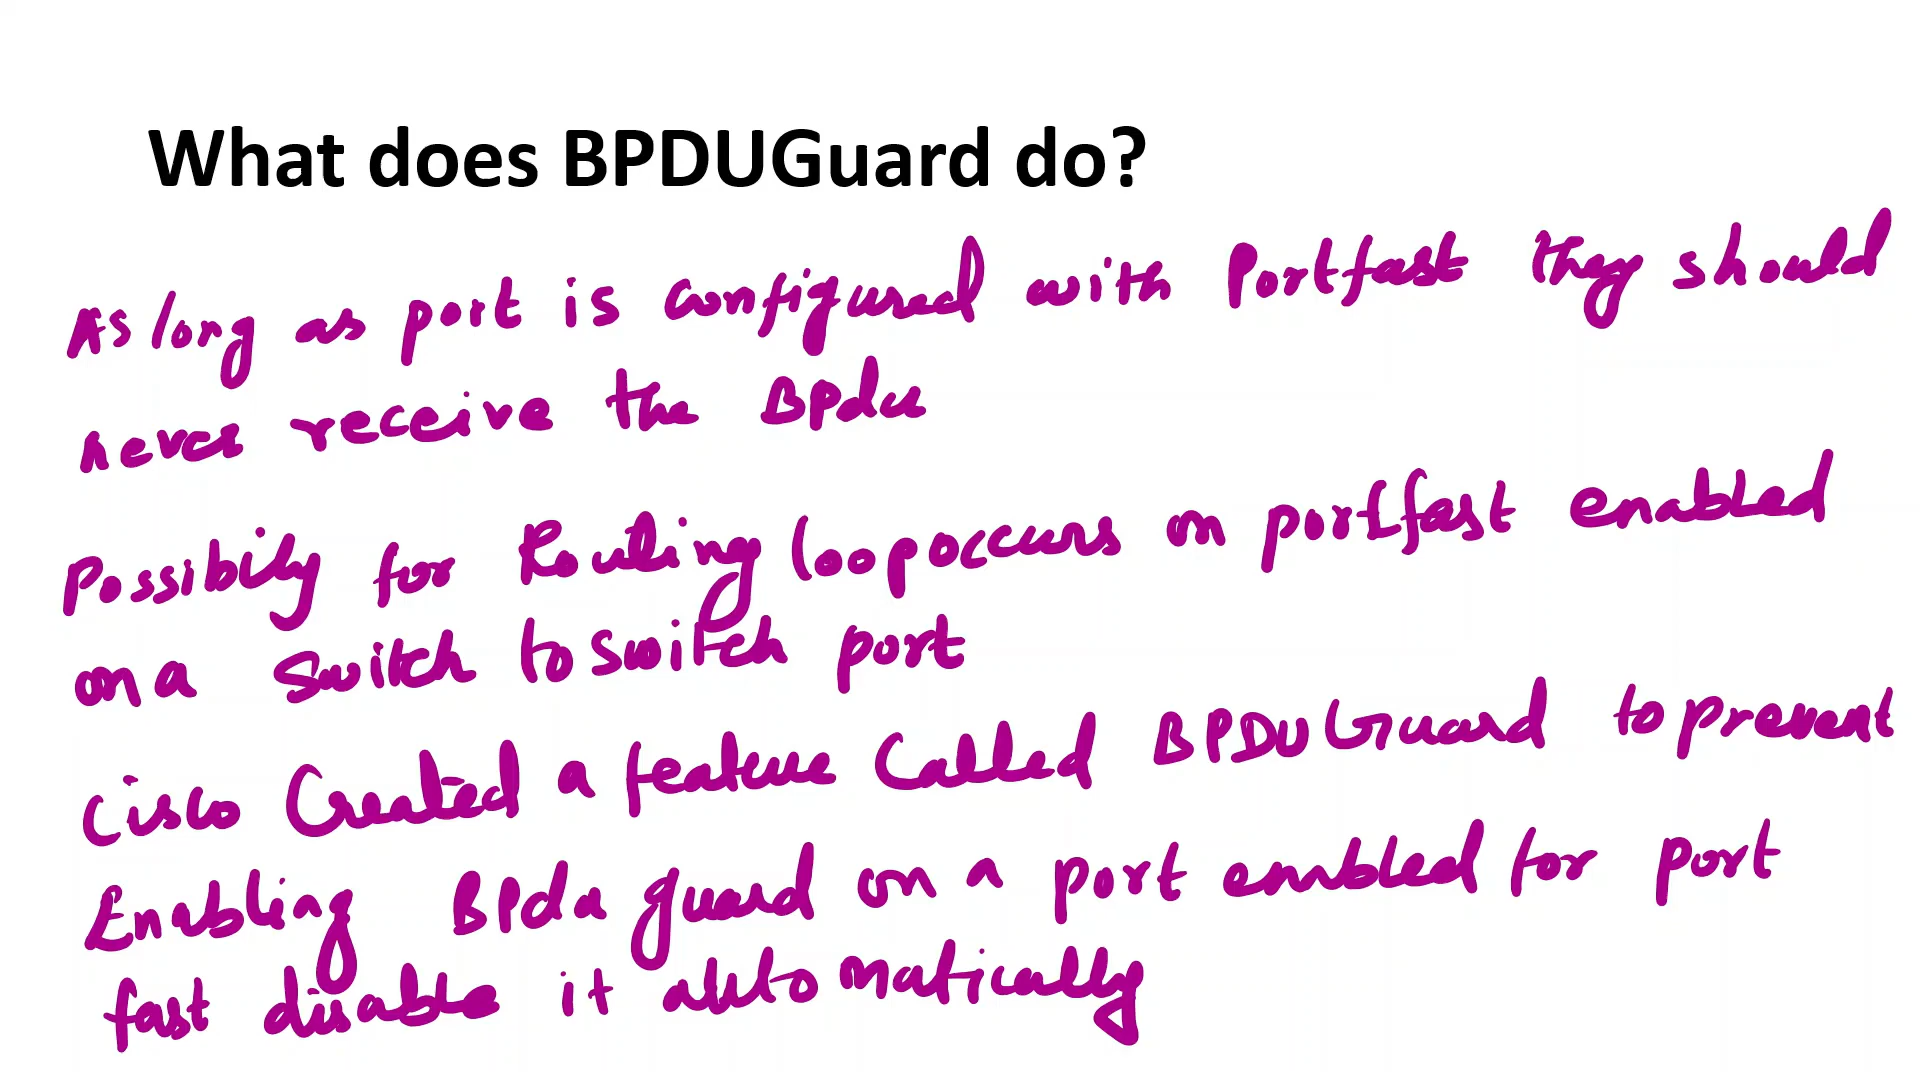 What does BPDUGuard do?
As long as port is configured with Portfast they should
never receive the Bpdu
Possibily for Routing loop occurs on portfast enabled
on a Switch to switch port
Cisco Created a feature Called BPDUGuard to prevent
Enabling Bpdu guard on a port enabled for port
fast disable it automatically